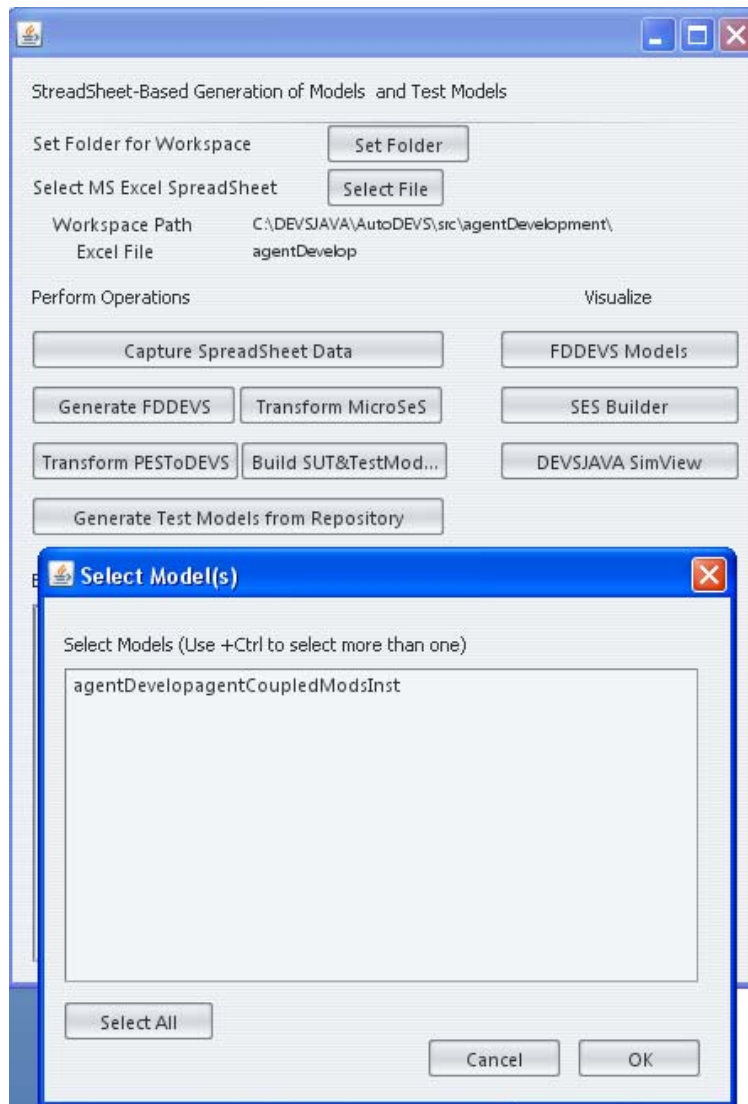 StreadSheet-Based Generation of Models and Test Models
Set Folder for Workspace Set Folder
Select MS Excel SpreadSheet Select File
Workspace Path C:\DEVSJAVA\AutoDEVS\src\agentDevelopment\
Excel File agentDevelop
Perform Operations Visualize
Capture SpreadSheet Data FDDEVS Models
Generate FDDEVS Transform MicroSeS SES Builder
Transform PESToDEVS Build SUT&TestMod... DEVSJAVA SimView
Generate Test Models from Repository
Select Model(s)
Select Models (Use +Ctrl to select more than one)
agentDevelopagentCoupledModsInst
Select All
Cancel OK